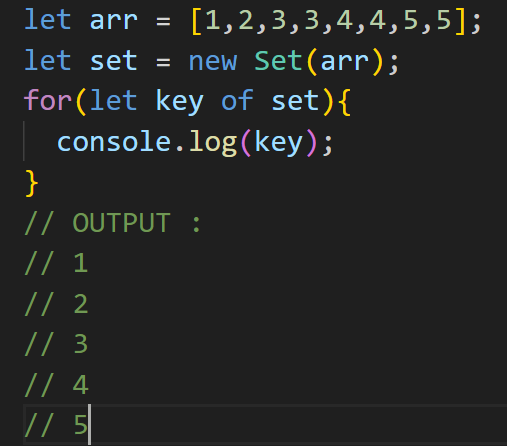 let arr = [1,2,3,3,4,4,5,5];
let set = new Set(arr);
for(let key of set){
  console.log(key);
}
// OUTPUT :
// 1
// 2
// 3
// 4
// 5